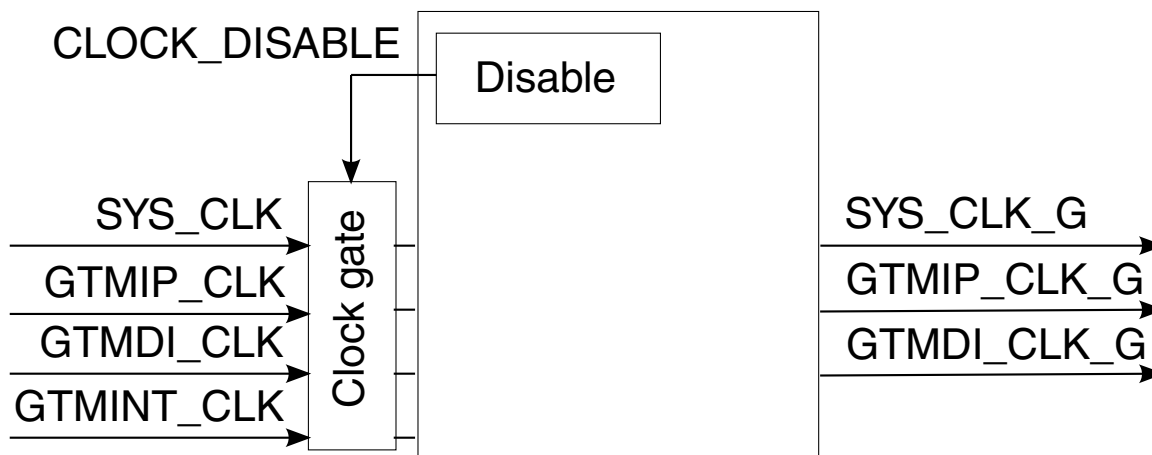 CLOCK_DISABLE
Disable
Clock gate
SYS_CLK
GTMIP_CLK
GTMDI_CLK
GTMINT_CLK
SYS_CLK_G
GTMIP_CLK_G
GTMDI_CLK_G